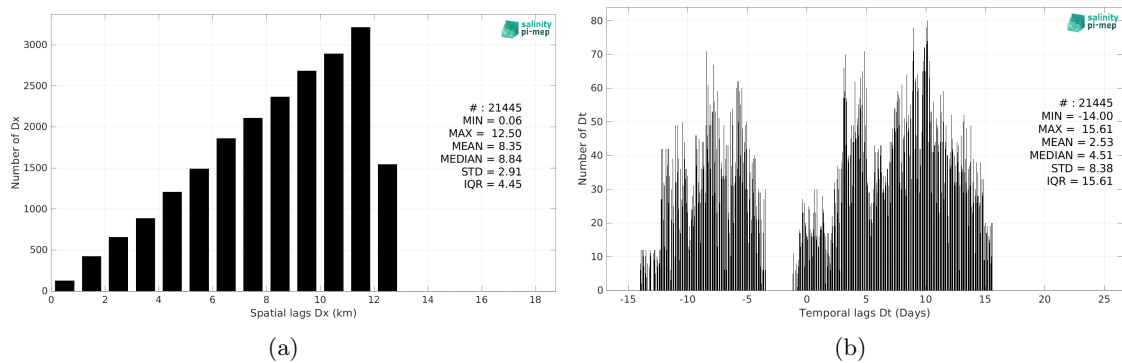 salinity
pi-mep
Number of Dx
3000
2500
2000
1500
1000
500
0
# : 21445
MIN = 0.06
MAX = 12.50
MEAN = 8.35
MEDIAN = 8.84
STD = 2.91
IQR = 4.45
0 2 4 6 8 10 12 14 16 18
Spatial lags Dx (km)
(a)
salinity
pi-mep
Number of Dt
80
70
60
50
40
30
20
10
0
# : 21445
MIN = -14.00
MAX = 15.61
MEAN = 2.53
MEDIAN = 4.51
STD = 8.38
IQR = 15.61
-15 -10 -5 0 5 10 15 20 25
Temporal lags Dt (Days)
(b)